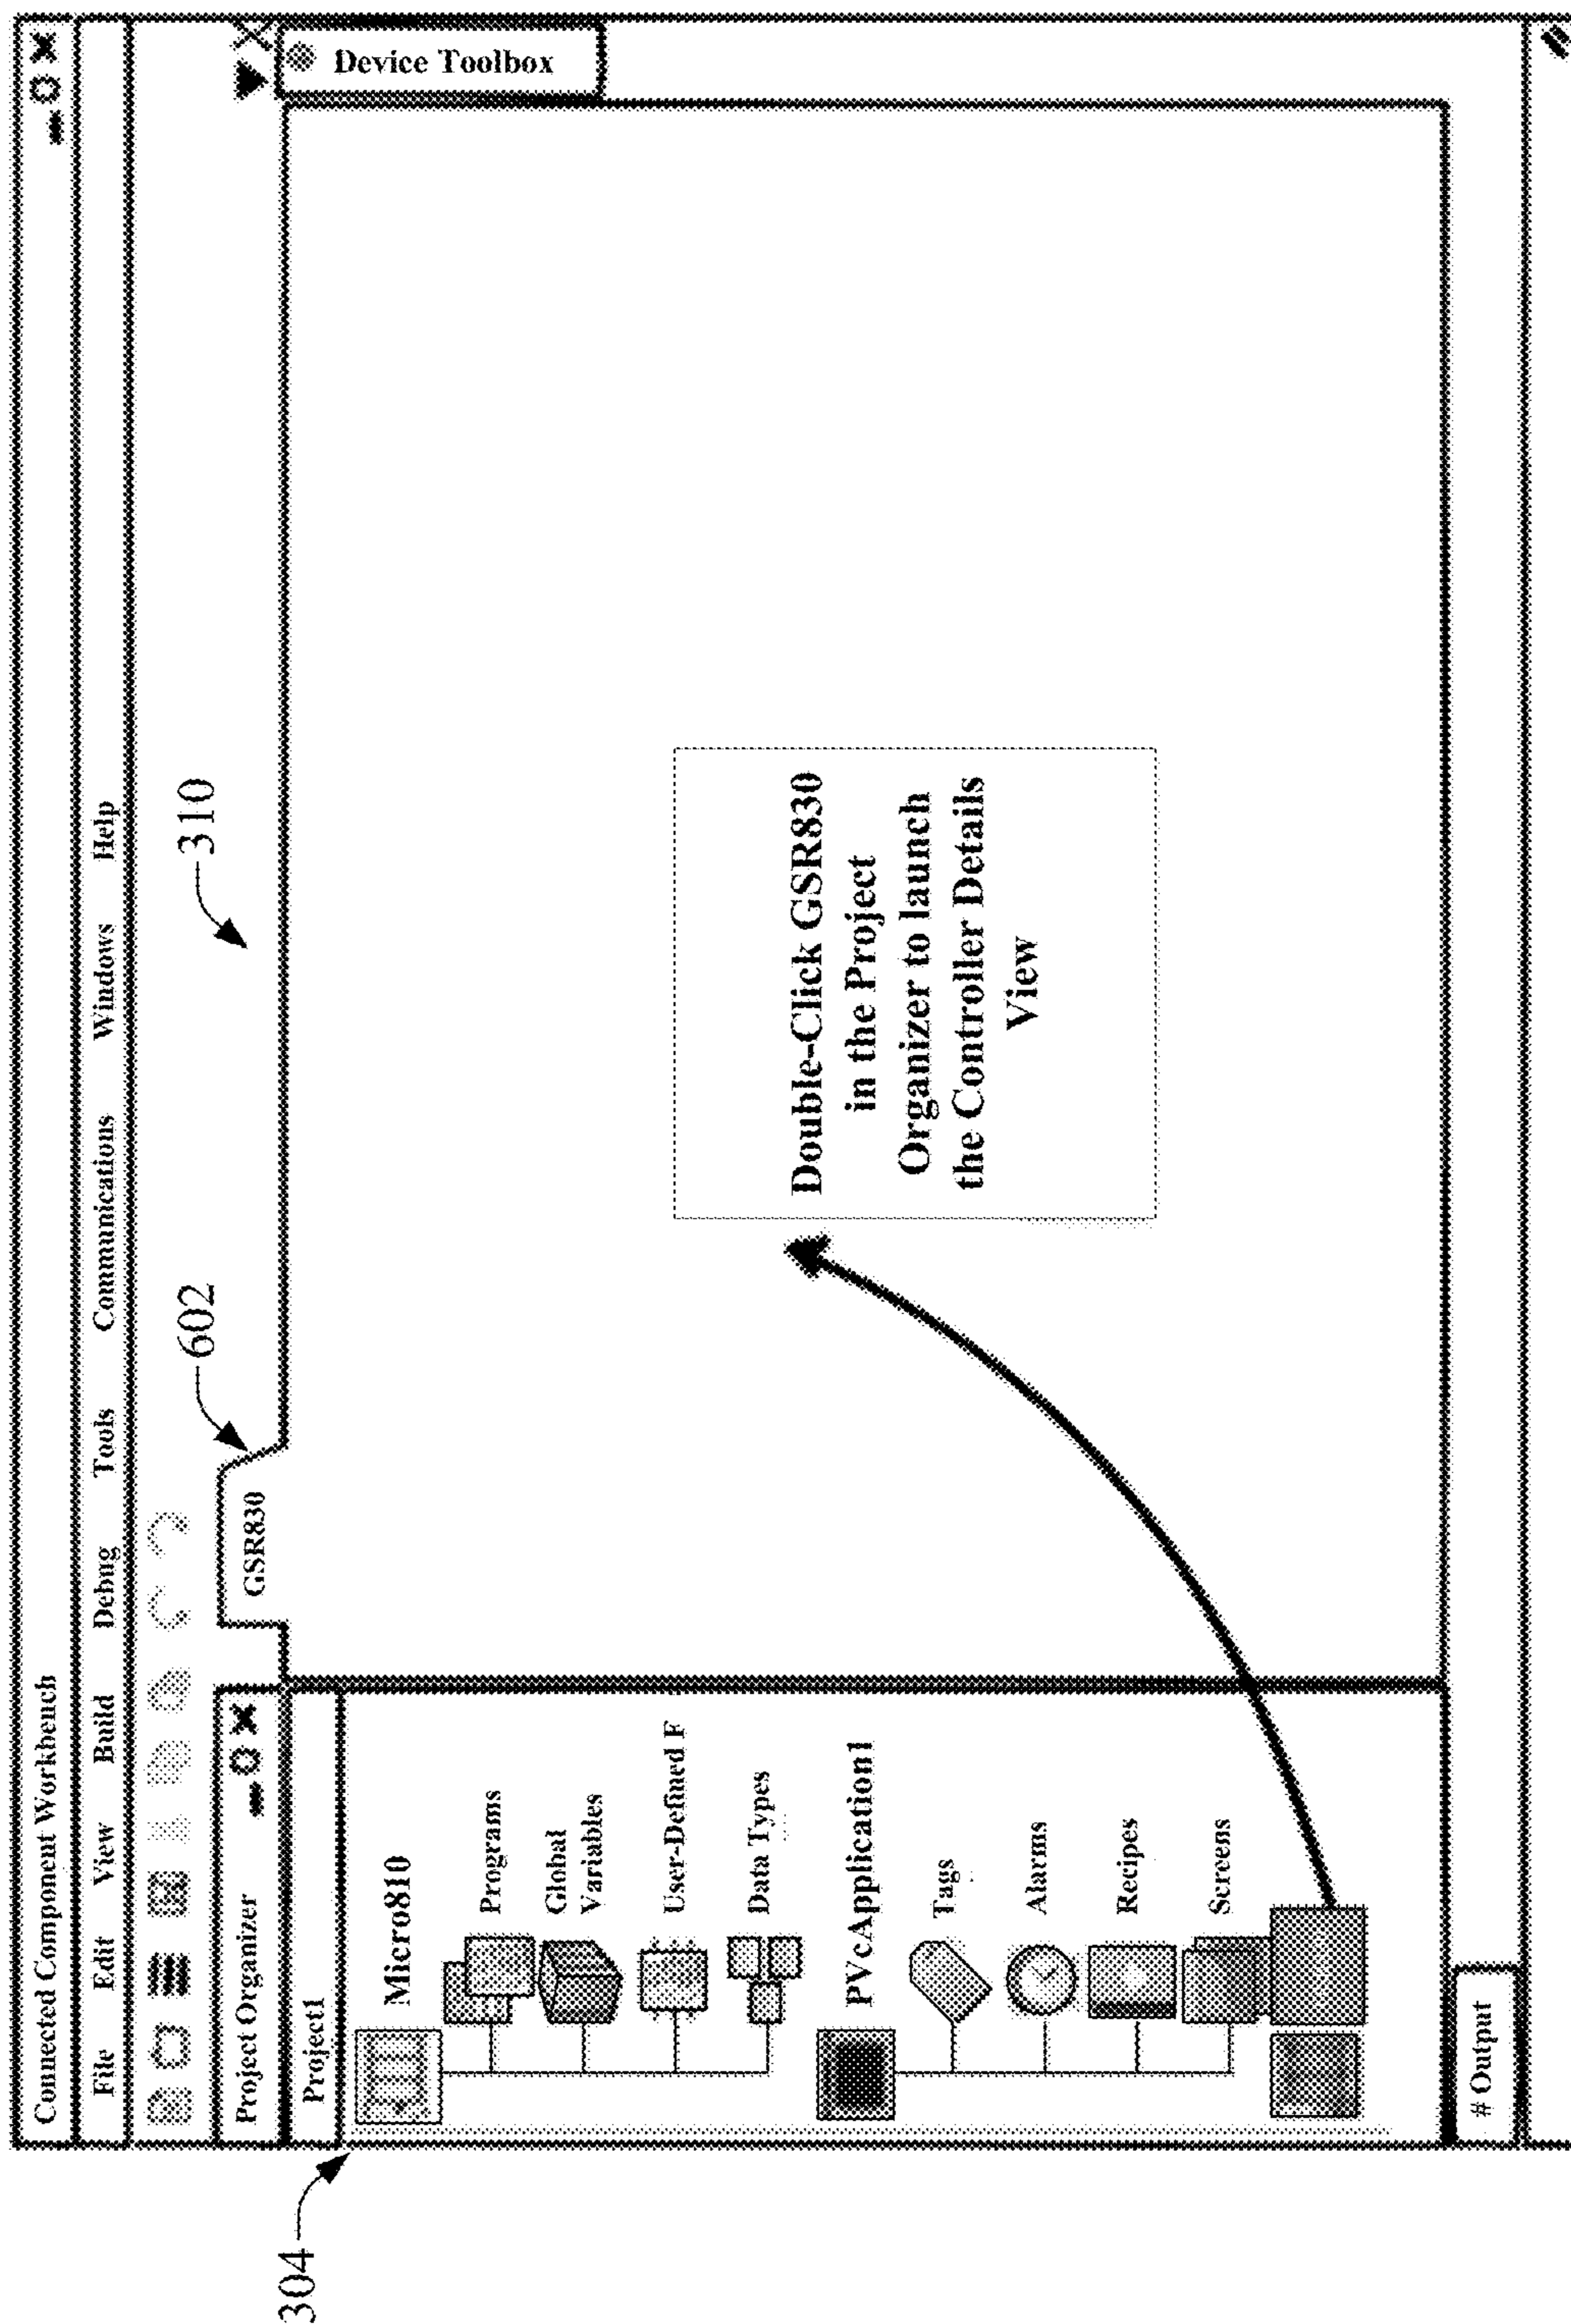 Connected Component Workbench
File Edit View Build Debug Tools Communications Windows Help
310
602
Project Organizer
GSR830
Device Toolbox
Project1
304
Micro810
Programs
Global
Variables
User-Defined F
Data Types
PVcApplication1
Tags
Alarms
Recipes
Screens
Double-Click GSR830
in the Project
Organizer to launch
the Controller Details
View
# Output